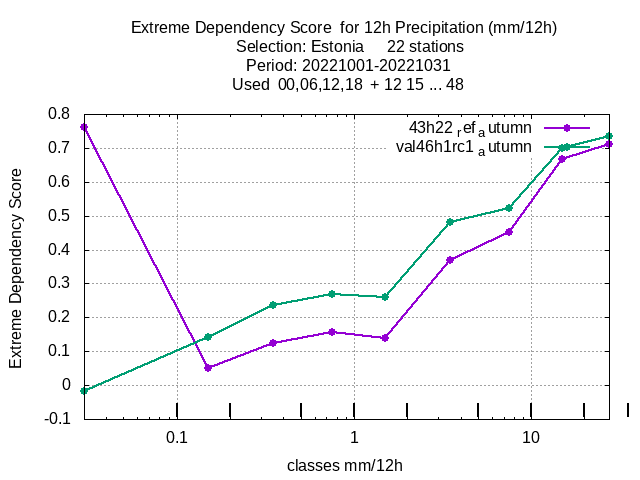 Extreme Dependency Score for 12h Precipitation (mm/12h)
Selection: Estonia 22 stations
Period: 20221001-20221031
Used 00,06,12,18 + 12 15 ... 48
43h22 ref autumn
val46h1rc1 autumn
0.8
0.7
0.6
0.5
0.4
0.3
0.2
0.1
0
-0.1
Extreme Dependency Score
0.1 1 10
classes mm/12h